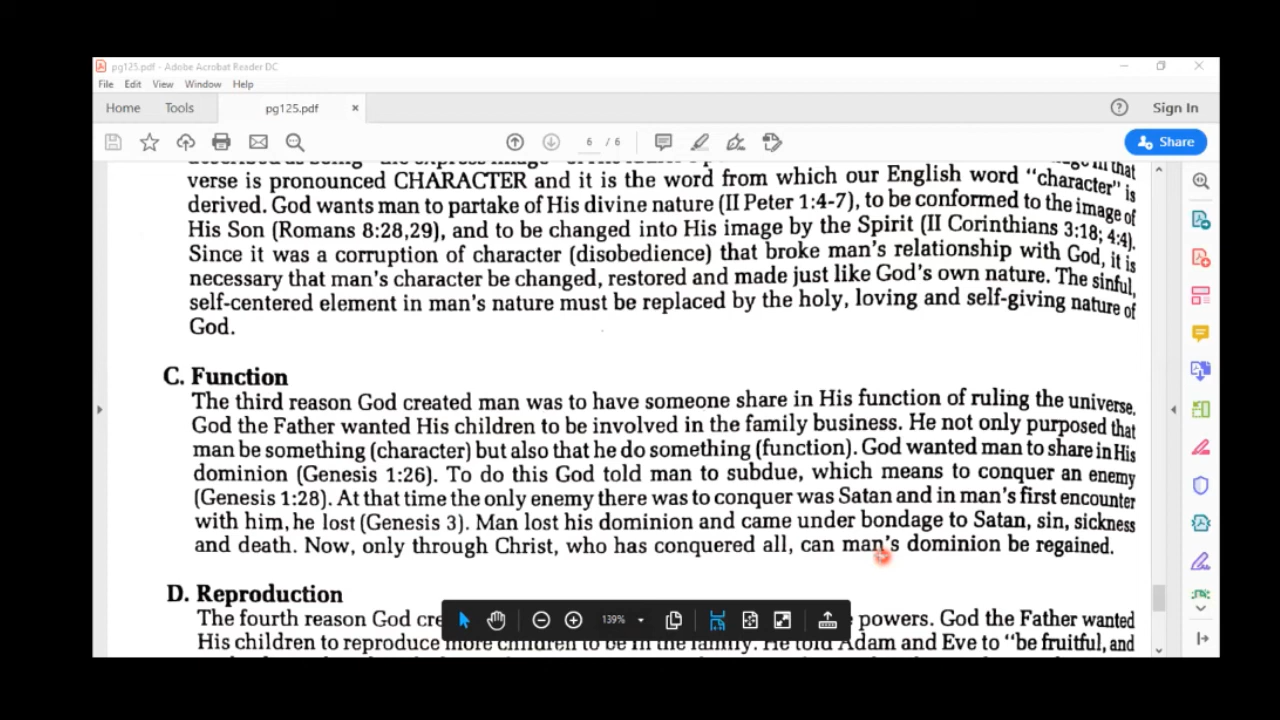 pg125.pdf - Adobe Acrobat Reader DC
File Edit View Window Help
Home Tools pg125.pdf × Sign In
6 / 6 Share
verse is pronounced CHARACTER and it is the word from which our English word “character” is
derived. God wants man to partake of His divine nature (II Peter 1:4-7), to be conformed to the image of
His Son (Romans 8:28,29), and to be changed into His image by the Spirit (II Corinthians 3:18; 4:4).
Since it was a corruption of character (disobedience) that broke man’s relationship with God, it is
necessary that man’s character be changed, restored and made just like God’s own nature. The sinful,
self-centered element in man’s nature must be replaced by the holy, loving and self-giving nature of
God.
C. Function
The third reason God created man was to have someone share in His function of ruling the universe.
God the Father wanted His children to be involved in the family business. He not only purposed that
man be something (character) but also that he do something (function). God wanted man to share in His
dominion (Genesis 1:26). To do this God told man to subdue, which means to conquer an enemy
(Genesis 1:28). At that time the only enemy there was to conquer was Satan and in man’s first encounter
with him, he lost (Genesis 3). Man lost his dominion and came under bondage to Satan, sin, sickness
and death. Now, only through Christ, who has conquered all, can man’s dominion be regained.
D. Reproduction
The fourth reason God cre powers. God the Father wanted
139%
His children to reproduce more children to be in the family. He told Adam and Eve to “be fruitful, and